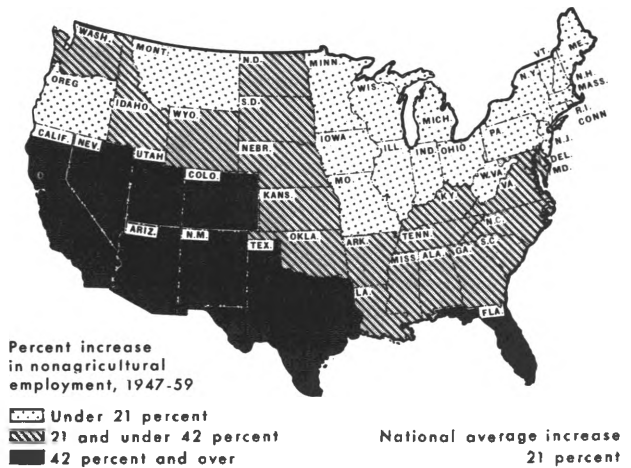 WASH.
MONT.
N.D.
MINN.
VT.
ME.
OREG
IDAHO
WYO.
S.D.
WIS.
MICH.
N.Y.
N.H.
MASS.
R.I.
CONN
CALIF.
NEV.
UTAH
COLO.
NEBR.
IOWA
ILL.
IND.
OHIO
PA.
N.J.
DEL.
MD.
KANS.
MO.
W.VA.
VA.
KY.
ARIZ.
N.M.
TEX.
OKLA.
ARK.
TENN.
N.C.
MISS.
ALA.
GA.
S.C.
LA.
FLA.
Percent increase
in nonagricultural
employment, 1947-59
Under 21 percent
21 and under 42 percent
42 percent and over
National average increase
21 percent